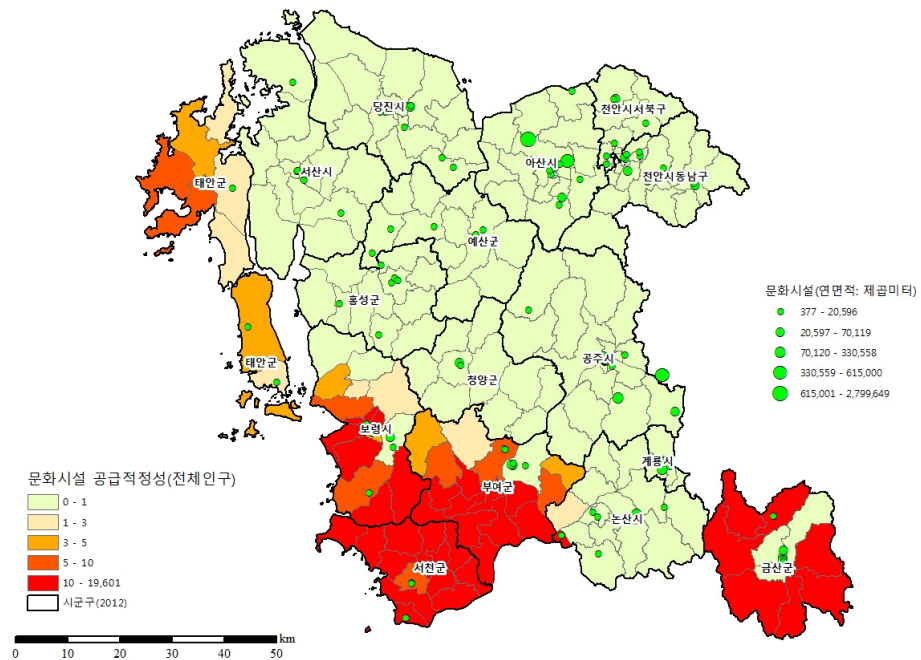 당진시
천안시서북구
아산시
천안시동남구
태안군
서산시
예산군
홍성군
문화시설(연면적: 제곱미터)
377 - 20,596
20,597 - 70,119
70,120 - 330,558
330,559 - 615,000
615,001 - 2,799,649
태안군
청양군
공주시
보령시
계룡시
부여군
논산시
서천군
금산군
문화시설 공급적정성(전체인구)
0 - 1
1 - 3
3 - 5
5 - 10
10 - 19,601
시군구(2012)
km
0 10 20 30 40 50